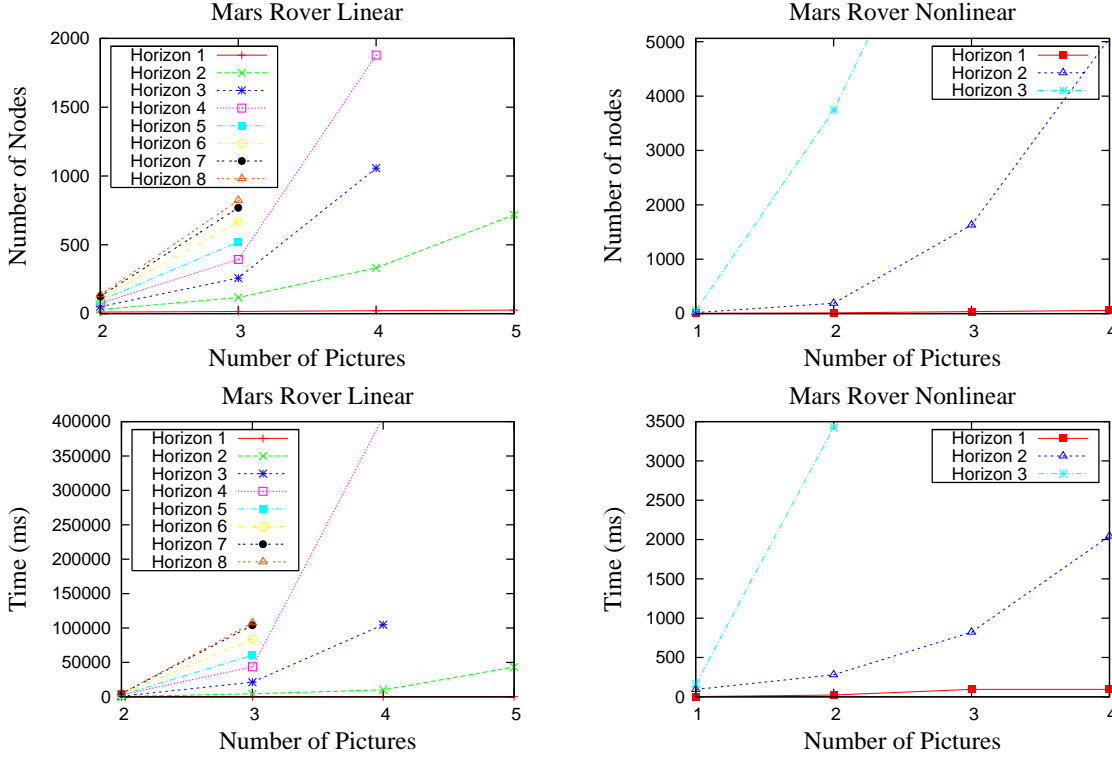 Mars Rover Linear
2000
1500
1000
500
0
2 3 4 5
Number of Nodes
Number of Pictures
Horizon 1
Horizon 2
Horizon 3
Horizon 4
Horizon 5
Horizon 6
Horizon 7
Horizon 8
Mars Rover Nonlinear
5000
4000
3000
2000
1000
0
1 2 3 4
Number of nodes
Number of Pictures
Horizon 1
Horizon 2
Horizon 3
Mars Rover Linear
400000
350000
300000
250000
200000
150000
100000
50000
0
2 3 4 5
Time (ms)
Number of Pictures
Horizon 1
Horizon 2
Horizon 3
Horizon 4
Horizon 5
Horizon 6
Horizon 7
Horizon 8
Mars Rover Nonlinear
3500
3000
2500
2000
1500
1000
500
0
1 2 3 4
Time (ms)
Number of Pictures
Horizon 1
Horizon 2
Horizon 3